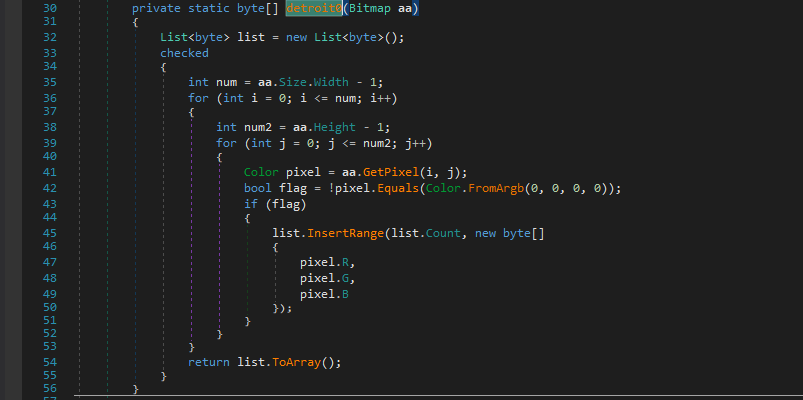 30 private static byte[] detroit0(Bitmap aa)
31 {
32 List<byte> list = new List<byte>();
33 checked
34 {
35 int num = aa.Size.Width - 1;
36 for (int i = 0; i <= num; i++)
37 {
38 int num2 = aa.Height - 1;
39 for (int j = 0; j <= num2; j++)
40 {
41 Color pixel = aa.GetPixel(i, j);
42 bool flag = !pixel.Equals(Color.FromArgb(0, 0, 0, 0));
43 if (flag)
44 {
45 list.InsertRange(list.Count, new byte[]
46 {
47 pixel.R,
48 pixel.G,
49 pixel.B
50 });
51 }
52 }
53 }
54 return list.ToArray();
55 }
56 }